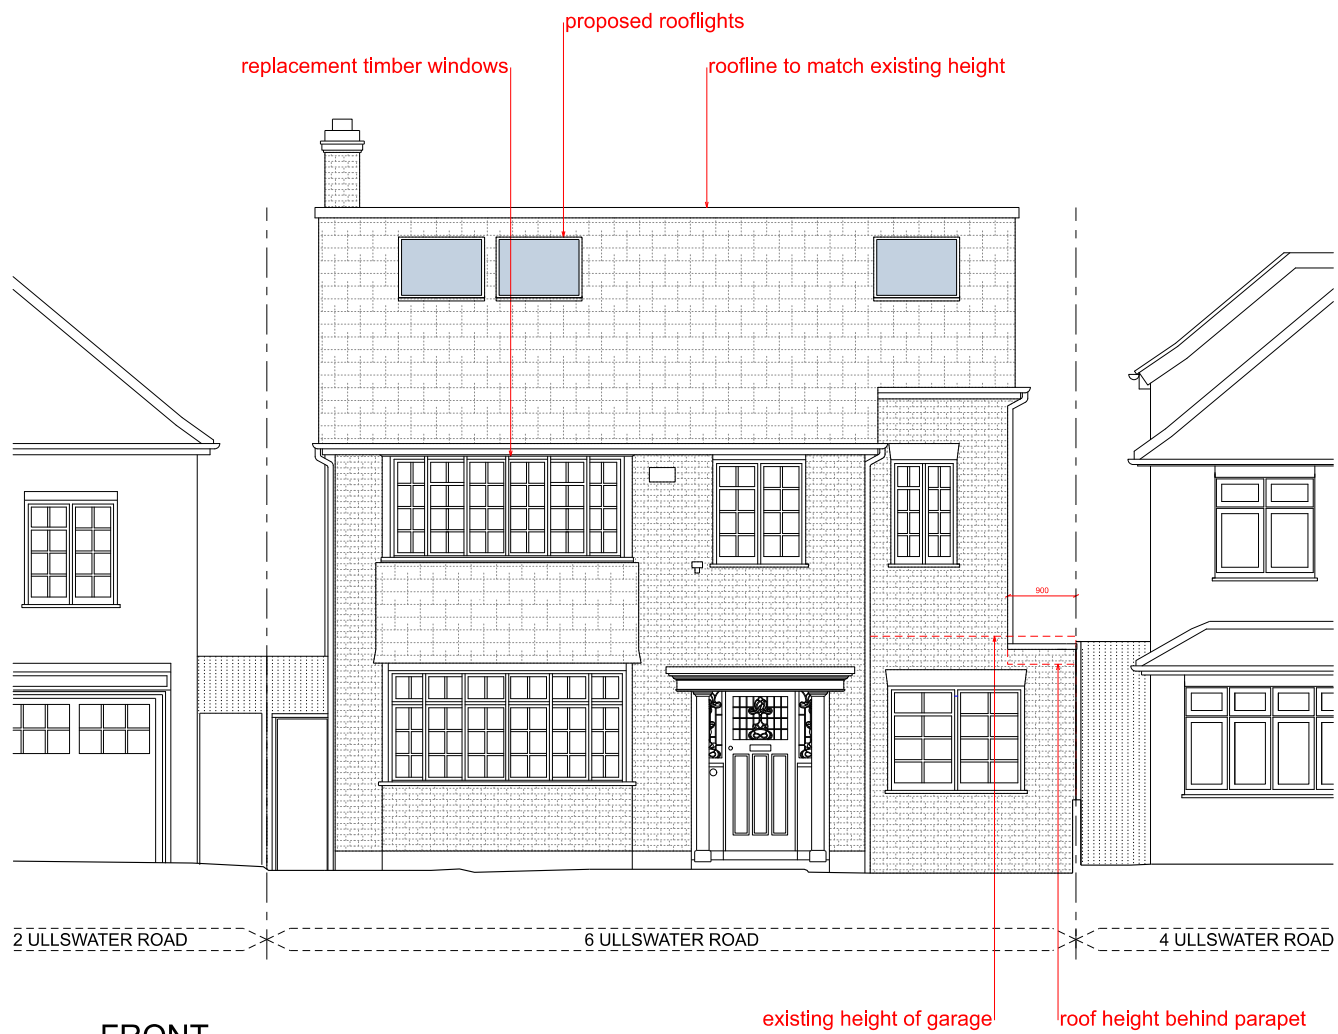 proposed rooflights
replacement timber windows
roofline to match existing height
900
2 ULLSWATER ROAD
6 ULLSWATER ROAD
4 ULLSWATER ROAD
existing height of garage
roof height behind parapet
FRONT